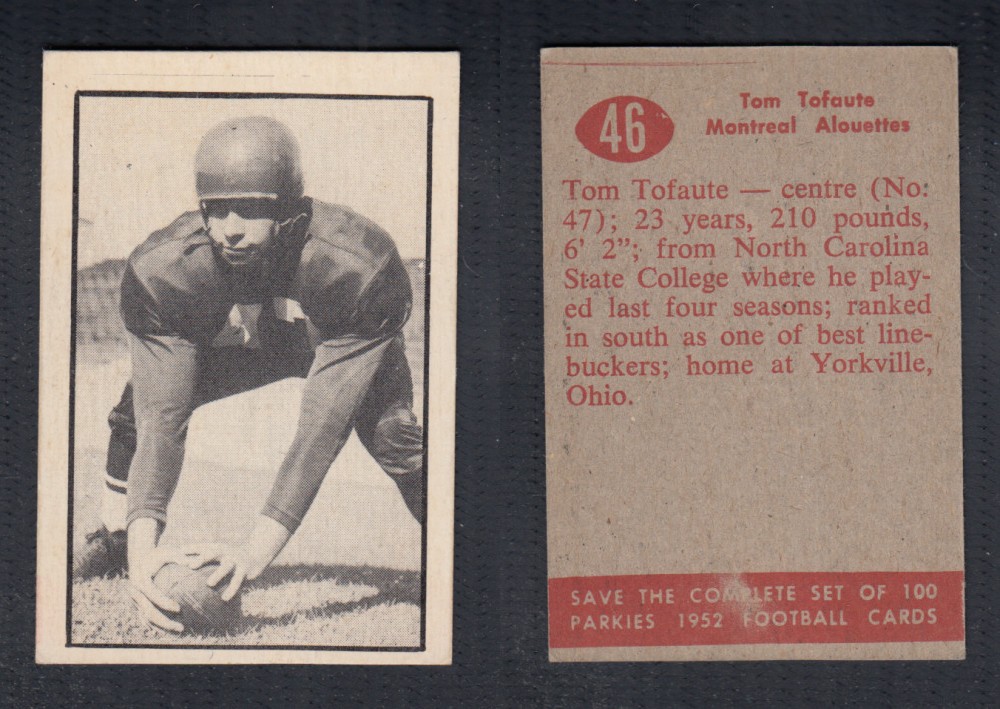 46
Tom Tofaute
Montreal Alouettes
Tom Tofaute — centre (No.
47); 23 years, 210 pounds,
6' 2"; from North Carolina
State College where he play-
ed last four seasons; ranked
in south as one of best line-
buckers; home at Yorkville,
Ohio.
SAVE THE COMPLETE SET OF 100
PARKIES 1952 FOOTBALL CARDS